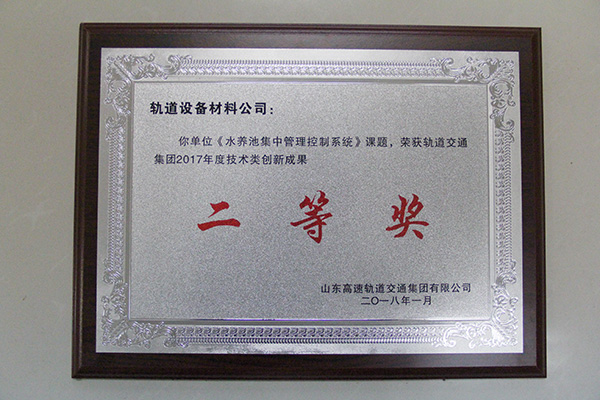 轨道设备材料公司：
你单位《水养池集中管理控制系统》课题，荣获轨道交通
集团2017年度技术类创新成果
二等奖
山东高速轨道交通集团有限公司
二〇一八年一月